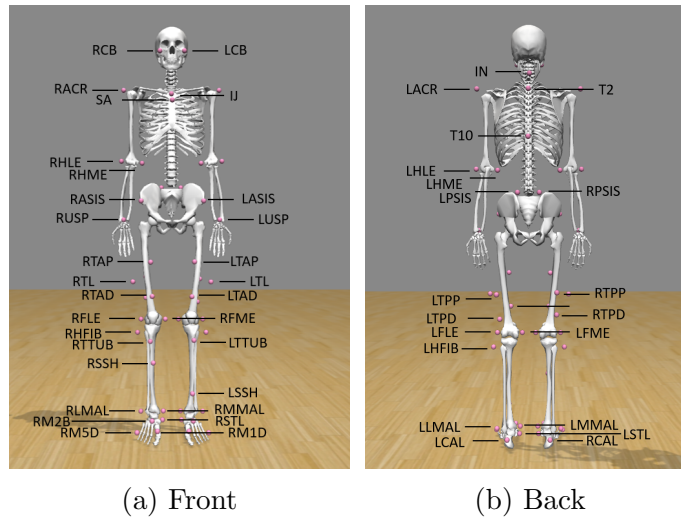 RCB LCB
RACR
SA IJ
RHLE
RHME
RASIS LASIS
RUSP LUSP
RTAP LTAP
RTL LTL
RTAD LTAD
RFLE RFME
RHFIB
RTTUB LTTUB
RSSH
LSSH
RLMAL RMMAL
RM2B RSTL
RM5D RM1D
(a) Front
IN
LACR T2
T10
LHLE
LHME
LPSIS RPSIS
LTPP RTPP
LTPD RTPD
LFLE LFME
LHFIB
LLMAL LMMAL
LSTL
LCAL RCAL
(b) Back